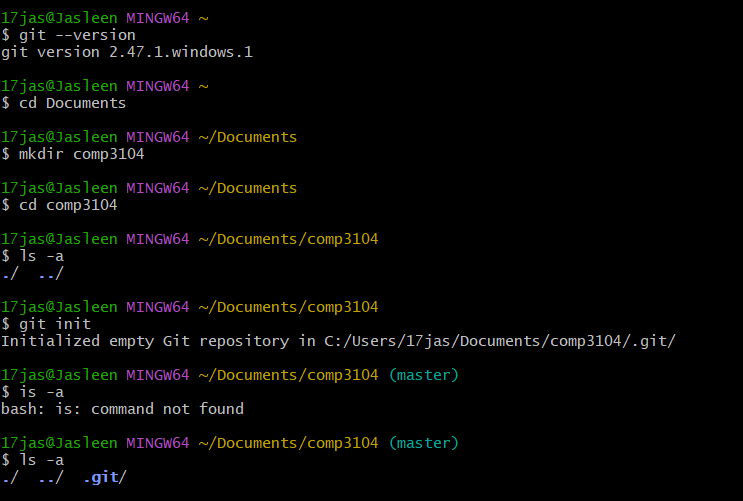 17jas@Jasleen MINGW64 ~
$ git --version
git version 2.47.1.windows.1
17jas@Jasleen MINGW64 ~
$ cd Documents
17jas@Jasleen MINGW64 ~/Documents
$ mkdir comp3104
17jas@Jasleen MINGW64 ~/Documents
$ cd comp3104
17jas@Jasleen MINGW64 ~/Documents/comp3104
$ ls -a
./  ../
17jas@Jasleen MINGW64 ~/Documents/comp3104
$ git init
Initialized empty Git repository in C:/Users/17jas/Documents/comp3104/.git/
17jas@Jasleen MINGW64 ~/Documents/comp3104 (master)
$ is -a
bash: is: command not found
17jas@Jasleen MINGW64 ~/Documents/comp3104 (master)
$ ls -a
./  ../  .git/